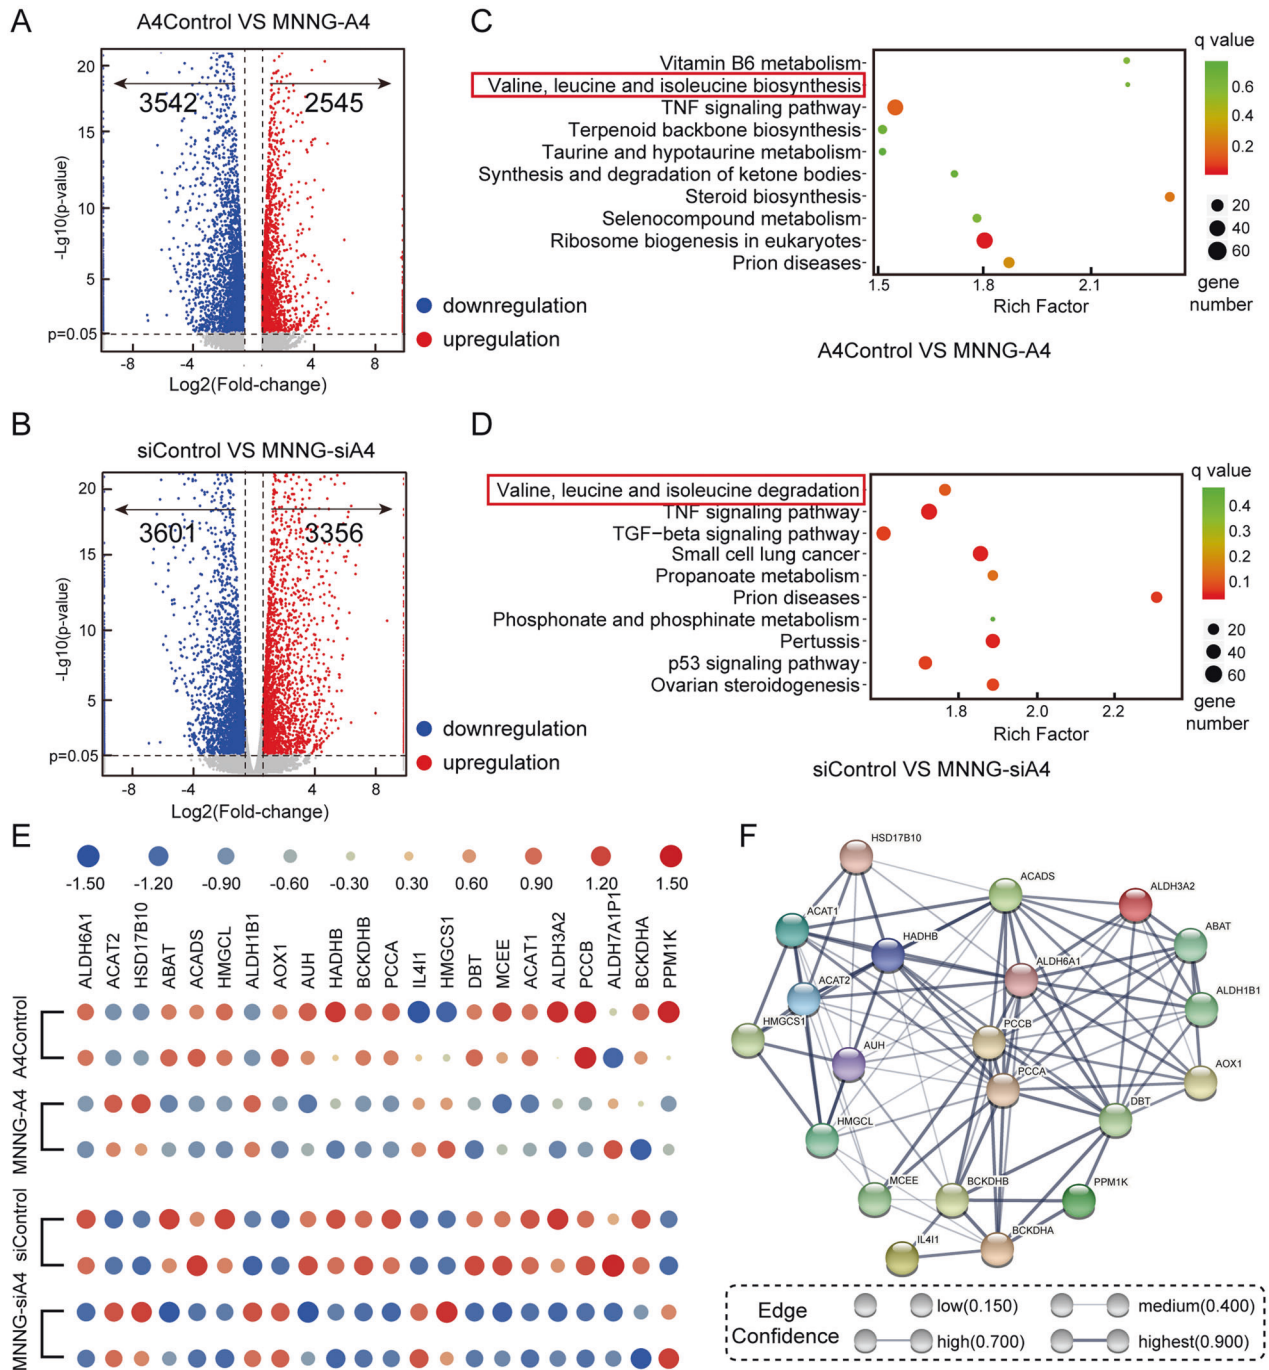 A
A4Control VS MNNG-A4
20
15
10
5
p=0.05
-Lg10(p-value)
3542
2545
-8
-4
4
8
Log2(Fold-change)
downregulation
upregulation
B
siControl VS MNNG-siA4
20
15
10
5
p=0.05
-Lg10(p-value)
3601
3356
-8
-4
4
8
Log2(Fold-change)
downregulation
upregulation
C
Vitamin B6 metabolism
Valine, leucine and isoleucine biosynthesis
TNF signaling pathway
Terpenoid backbone biosynthesis
Taurine and hypotaurine metabolism
Synthesis and degradation of ketone bodies
Steroid biosynthesis
Selenocompound metabolism
Ribosome biogenesis in eukaryotes
Prion diseases
1.5
1.8
2.1
Rich Factor
q value
0.6
0.4
0.2
20
40
60
gene
number
A4Control VS MNNG-A4
D
Valine, leucine and isoleucine degradation
TNF signaling pathway
TGF−beta signaling pathway
Small cell lung cancer
Propanoate metabolism
Prion diseases
Phosphonate and phosphinate metabolism
Pertussis
p53 signaling pathway
Ovarian steroidogenesis
1.8
2.0
2.2
Rich Factor
q value
0.4
0.3
0.2
0.1
20
40
60
gene
number
siControl VS MNNG-siA4
E
-1.50
-1.20
-0.90
-0.60
-0.30
0.30
0.60
0.90
1.20
1.50
ALDH6A1
ACAT2
HSD17B10
ABAT
ACADS
HMGCL
ALDH1B1
AOX1
AUH
HADHB
BCKDHB
PCCA
IL4I1
HMGCS1
DBT
MCEE
ACAT1
ALDH3A2
PCCB
ALDH7A1P1
BCKDHA
PPM1K
A4Control
MNNG-A4
siControl
MNNG-siA4
F
HSD17B10
ACADS
ALDH3A2
ACAT1
HADHB
ABAT
ALDH6A1
ACAT2
ALDH1B1
HMGCS1
PCCB
AUH
AOX1
PCCA
DBT
HMGCL
MCEE
BCKDHB
PPM1K
IL4I1
BCKDHA
Edge
Confidence
low(0.150)
medium(0.400)
high(0.700)
highest(0.900)